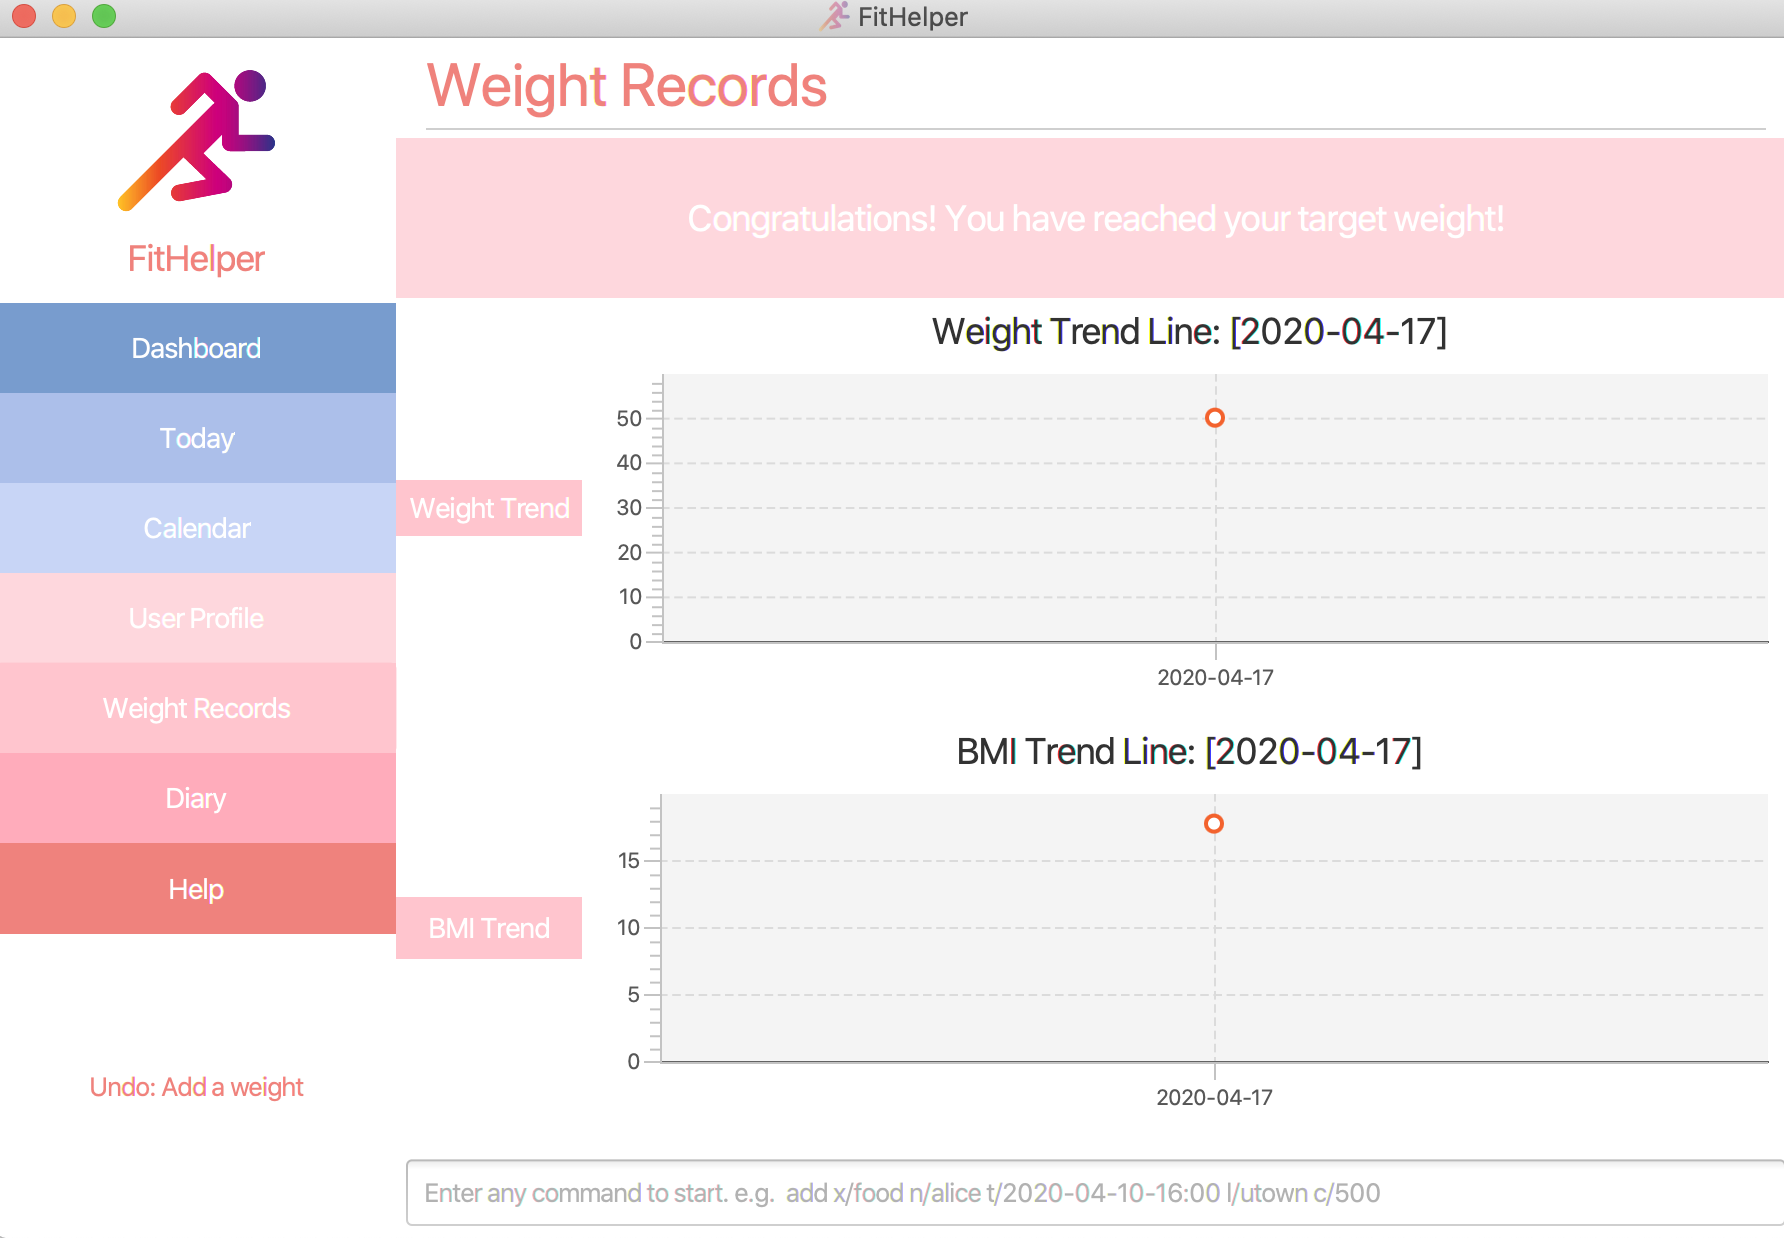 FitHelper
Weight Records
FitHelper
Congratulations! You have reached your target weight!
Dashboard
Today
Calendar
User Profile
Weight Records
Diary
Help
Undo: Add a weight
Weight Trend
Weight Trend Line: [2020-04-17]
50
40
30
20
10
0
2020-04-17
BMI Trend
BMI Trend Line: [2020-04-17]
15
10
5
0
2020-04-17
Enter any command to start. e.g.  add x/food n/alice t/2020-04-10-16:00 l/utown c/500